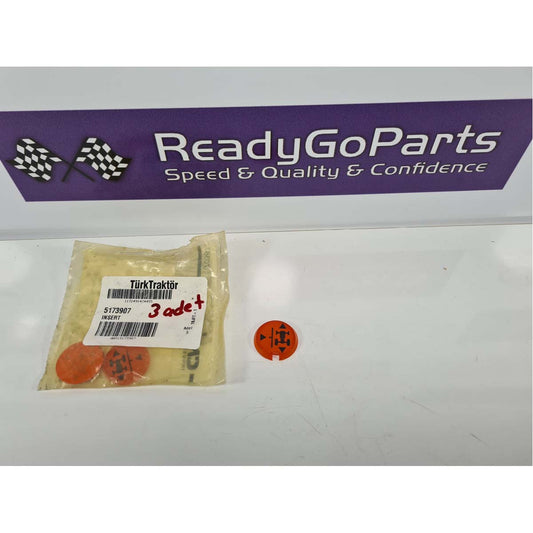 ReadyGoParts
Speed & Quality & Confidence
TürkTraktör
5173907
INSERT
3 adet